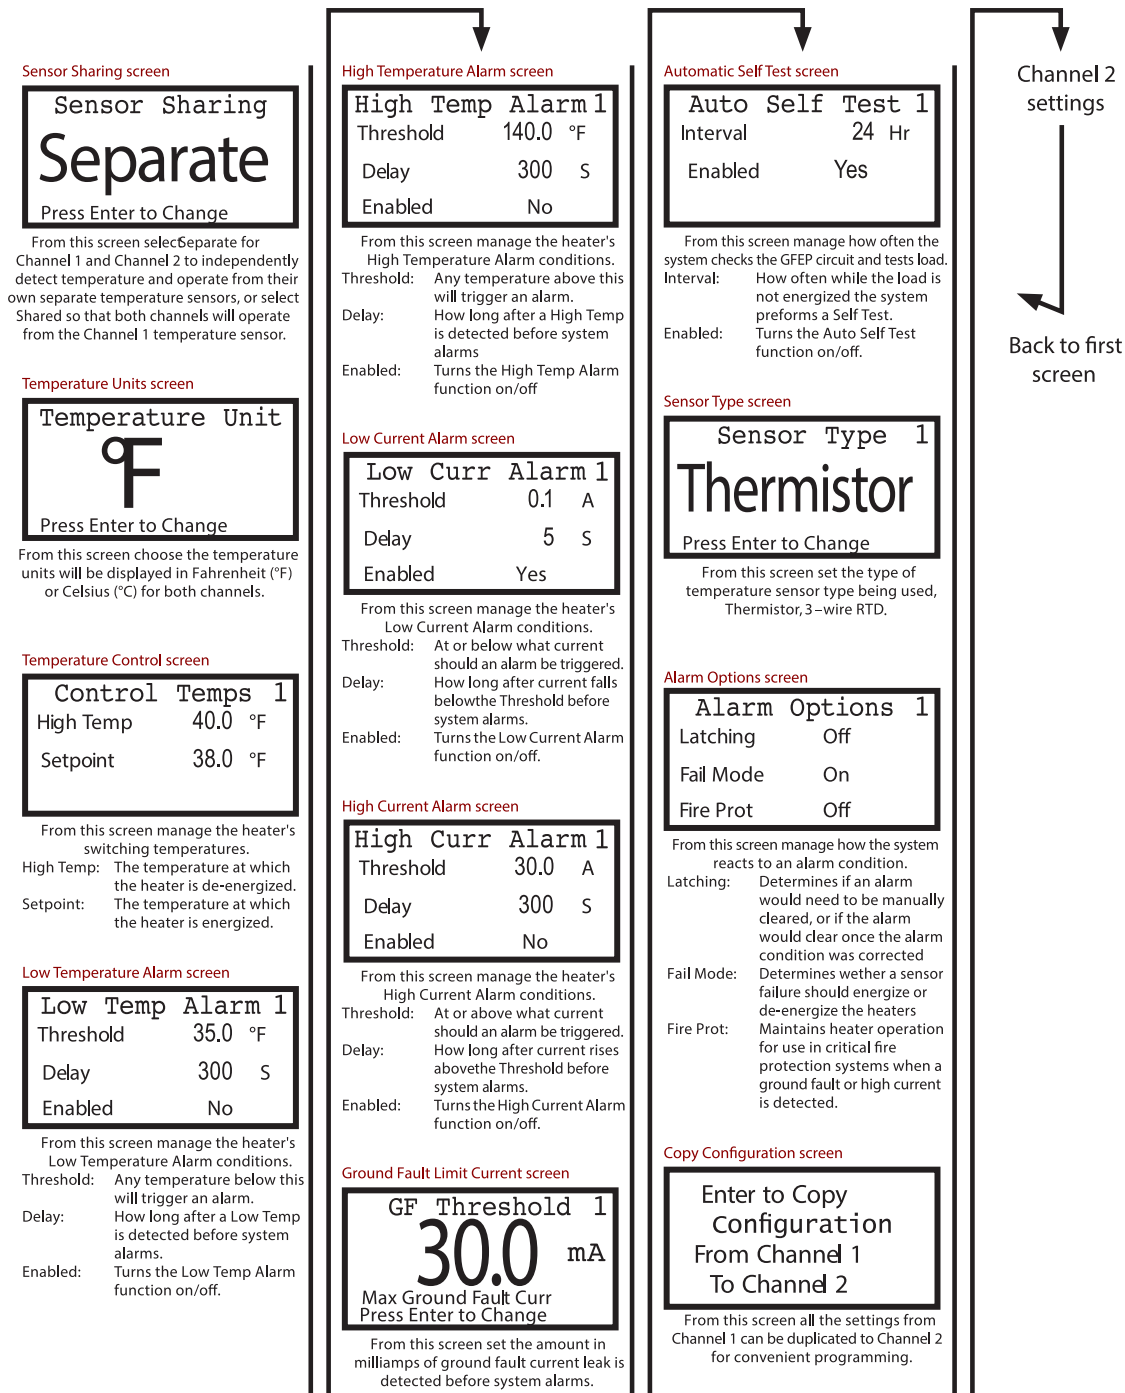 Sensor Sharing screen
Sensor Sharing
Separate
Press Enter to Change
From this screen selectSeparate for
Channel 1 and Channel 2 to independently
detect temperature and operate from their
own separate temperature sensors, or select
Shared so that both channels will operate
from the Channel 1 temperature sensor.
Temperature Units screen
Temperature Unit
°F
Press Enter to Change
From this screen choose the temperature
units will be displayed in Fahrenheit (°F)
or Celsius (°C) for both channels.
Temperature Control screen
Control Temps 1
High Temp 40.0 °F
Setpoint 38.0 °F
From this screen manage the heater's
switching temperatures.
High Temp: The temperature at which
the heater is de-energized.
Setpoint: The temperature at which
the heater is energized.
Low Temperature Alarm screen
Low Temp Alarm 1
Threshold 35.0 °F
Delay 300 S
Enabled No
From this screen manage the heater's
Low Temperature Alarm conditions.
Threshold: Any temperature below this
will trigger an alarm.
Delay: How long after a Low Temp
is detected before system
alarms.
Enabled: Turns the Low Temp Alarm
function on/off.
High Temperature Alarm screen
High Temp Alarm 1
Threshold 140.0 °F
Delay 300 S
Enabled No
From this screen manage the heater's
High Temperature Alarm conditions.
Threshold: Any temperature above this
will trigger an alarm.
Delay: How long after a High Temp
is detected before system
alarms
Enabled: Turns the High Temp Alarm
function on/off
Low Current Alarm screen
Low Curr Alarm 1
Threshold 0.1 A
Delay 5 S
Enabled Yes
From this screen manage the heater's
Low Current Alarm conditions.
Threshold: At or below what current
should an alarm be triggered.
Delay: How long after current falls
belowthe Threshold before
system alarms.
Enabled: Turns the Low Current Alarm
function on/off.
High Current Alarm screen
High Curr Alarm 1
Threshold 30.0 A
Delay 300 S
Enabled No
From this screen manage the heater's
High Current Alarm conditions.
Threshold: At or above what current
should an alarm be triggered.
Delay: How long after current rises
abovethe Threshold before
system alarms.
Enabled: Turns the High Current Alarm
function on/off.
Ground Fault Limit Current screen
GF Threshold 1
30.0 mA
Max Ground Fault Curr
Press Enter to Change
From this screen set the amount in
milliamps of ground fault current leak is
detected before system alarms.
Automatic Self Test screen
Auto Self Test 1
Interval 24 Hr
Enabled Yes
From this screen manage how often the
system checks the GFEP circuit and tests load.
Interval: How often while the load is
not energized the system
preforms a Self Test.
Enabled: Turns the Auto Self Test
function on/off.
Sensor Type screen
Sensor Type 1
Thermistor
Press Enter to Change
From this screen set the type of
temperature sensor type being used,
Thermistor, 3-wire RTD.
Alarm Options screen
Alarm Options 1
Latching Off
Fail Mode On
Fire Prot Off
From this screen manage how the system
reacts to an alarm condition.
Latching: Determines if an alarm
would need to be manually
cleared, or if the alarm
would clear once the alarm
condition was corrected
Fail Mode: Determines wether a sensor
failure should energize or
de-energize the heaters
Fire Prot: Maintains heater operation
for use in critical fire
protection systems when a
ground fault or high current
is detected.
Copy Configuration screen
Enter to Copy
Configuration
From Channel 1
To Channel 2
From this screen all the settings from
Channel 1 can be duplicated to Channel 2
for convenient programming.
Channel 2
settings
Back to first
screen